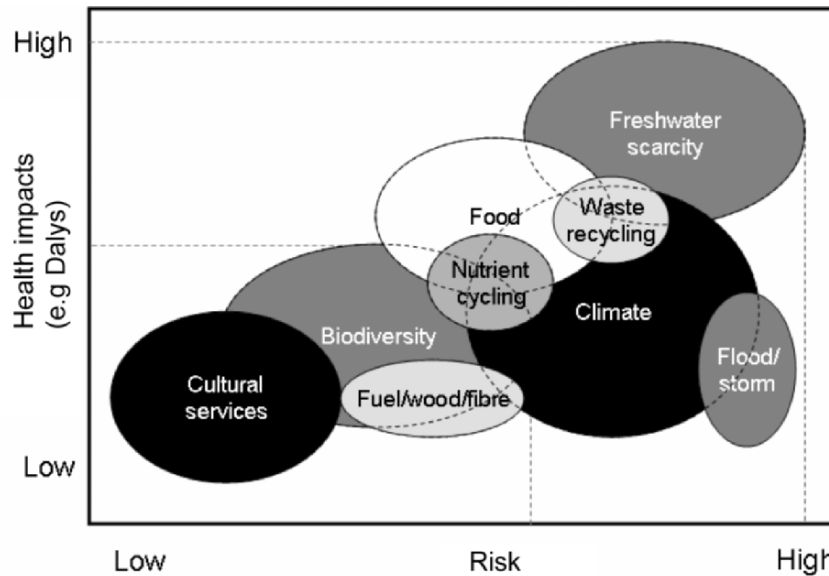 High
Health impacts
(e.g Dalys)
Low
Freshwater
scarcity
Food
Waste
recycling
Nutrient
cycling
Biodiversity
Climate
Cultural
services
Fuel/wood/fibre
Flood/
storm
Low
Risk
High